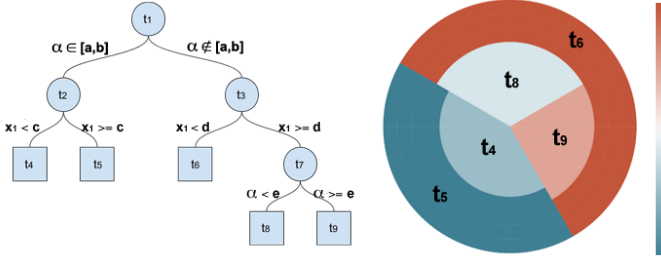 t1
α ∈ [a,b] α ∉ [a,b]
t2 t3
x1 < c x1 >= c x1 < d x1 >= d
t4 t5 t6 t7
α < e α >= e
t8 t9
t6
t8
t4 t9
t5